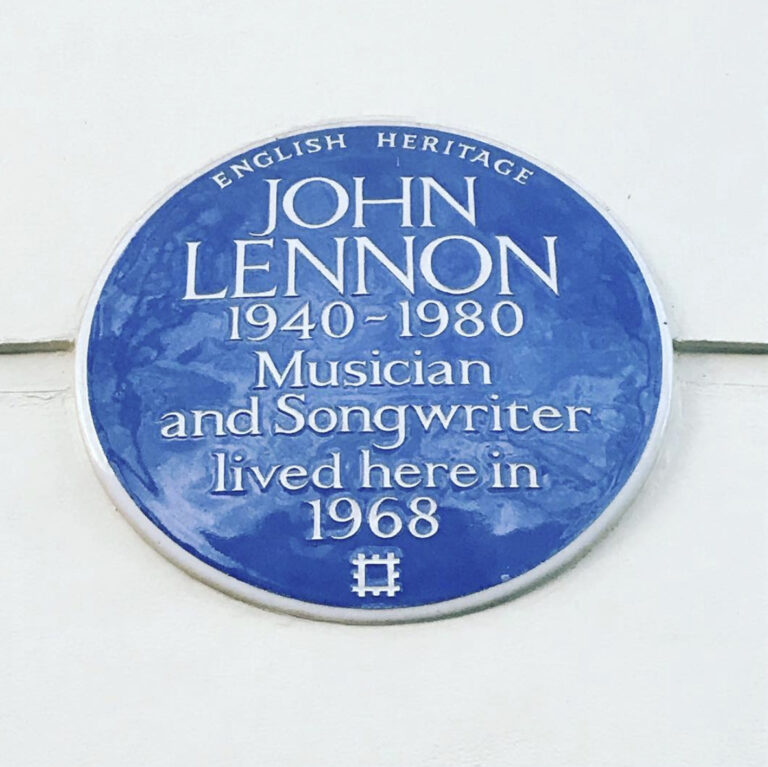 ENGLISH HERITAGE
JOHN
LENNON
1940-1980
Musician
and Songwriter
lived here in
1968